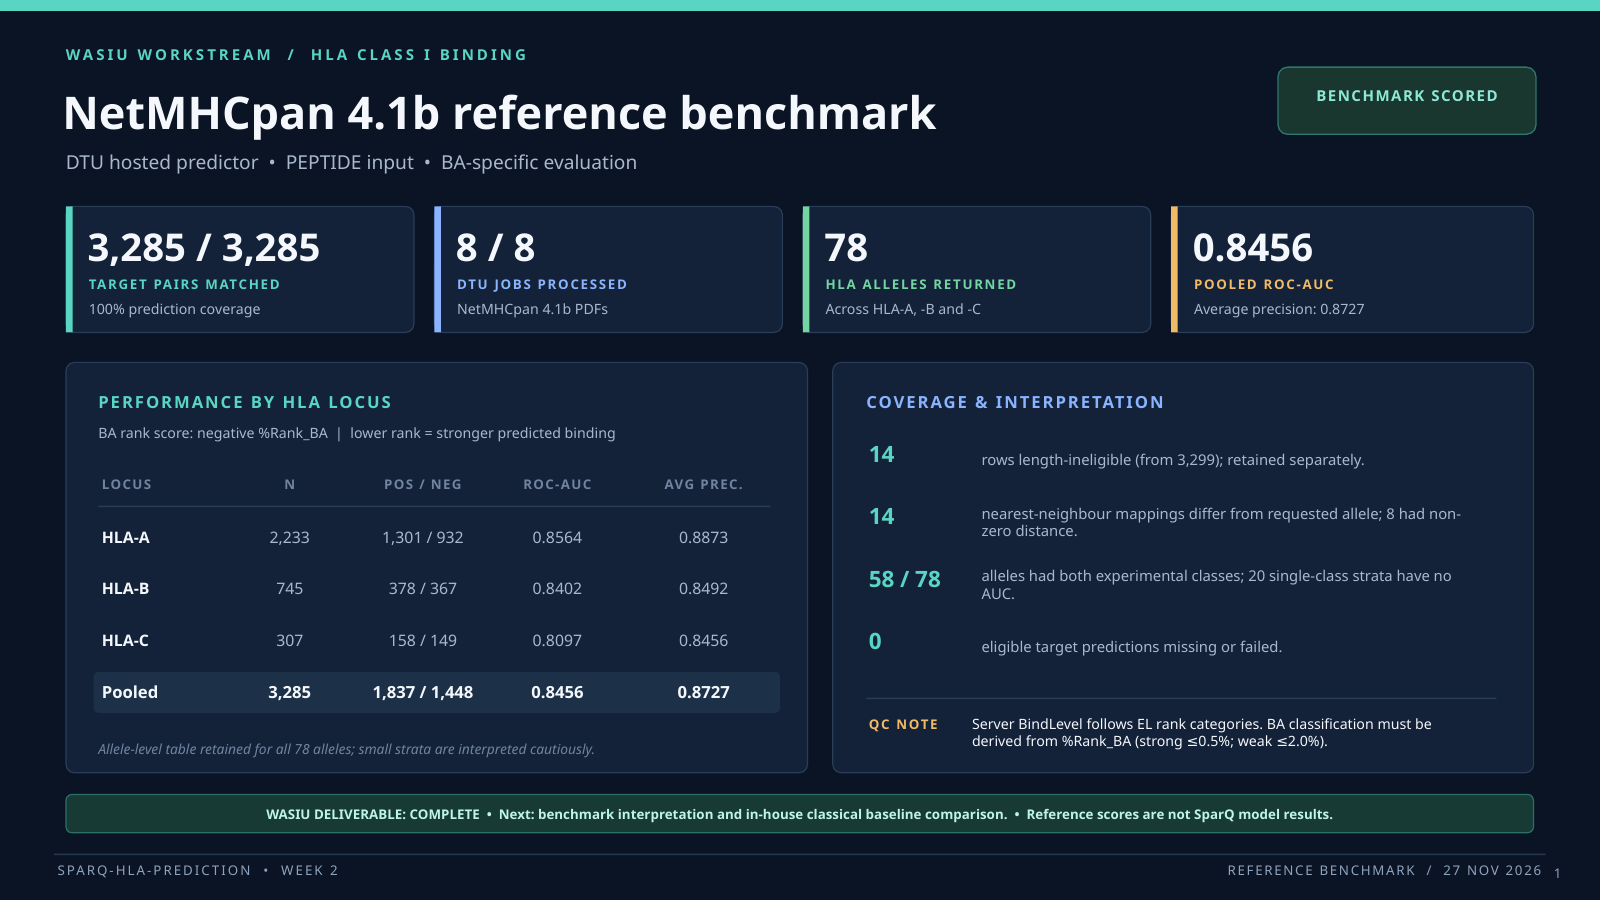 WASIU WORKSTREAM / HLA CLASS I BINDING
NetMHCpan 4.1b reference benchmark
DTU hosted predictor • PEPTIDE input • BA-specific evaluation
BENCHMARK SCORED
3,285 / 3,285
TARGET PAIRS MATCHED
100% prediction coverage
8 / 8
DTU JOBS PROCESSED
NetMHCpan 4.1b PDFs
78
HLA ALLELES RETURNED
Across HLA-A, -B and -C
0.8456
POOLED ROC-AUC
Average precision: 0.8727
PERFORMANCE BY HLA LOCUS
BA rank score: negative %Rank_BA | lower rank = stronger predicted binding
LOCUS N POS / NEG ROC-AUC AVG PREC.
HLA-A 2,233 1,301 / 932 0.8564 0.8873
HLA-B 745 378 / 367 0.8402 0.8492
HLA-C 307 158 / 149 0.8097 0.8456
Pooled 3,285 1,837 / 1,448 0.8456 0.8727
Allele-level table retained for all 78 alleles; small strata are interpreted cautiously.
COVERAGE & INTERPRETATION
14 rows length-ineligible (from 3,299); retained separately.
14 nearest-neighbour mappings differ from requested allele; 8 had non-
zero distance.
58 / 78 alleles had both experimental classes; 20 single-class strata have no
AUC.
0 eligible target predictions missing or failed.
QC NOTE Server BindLevel follows EL rank categories. BA classification must be
derived from %Rank_BA (strong ≤0.5%; weak ≤2.0%).
WASIU DELIVERABLE: COMPLETE • Next: benchmark interpretation and in-house classical baseline comparison. • Reference scores are not SparQ model results.
SPARQ-HLA-PREDICTION • WEEK 2
REFERENCE BENCHMARK / 27 NOV 2026 1